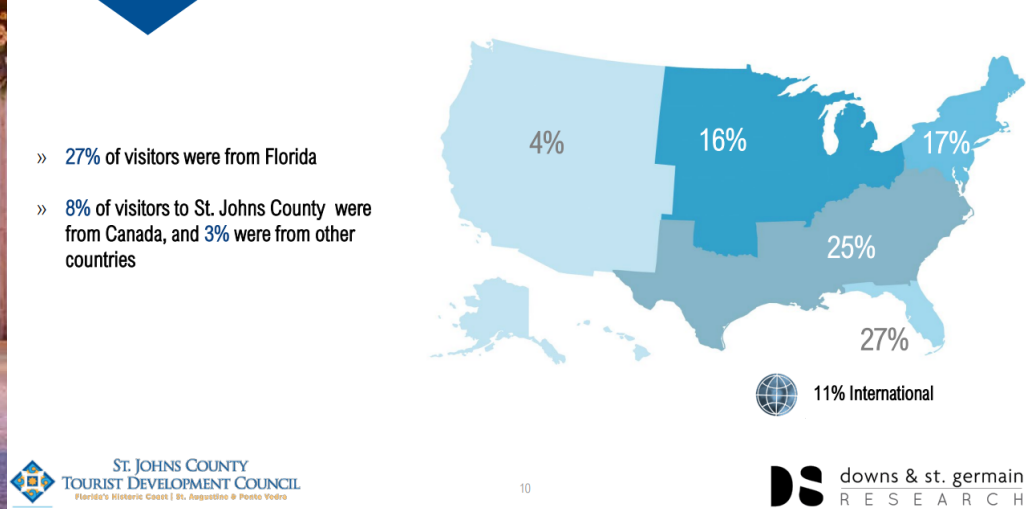 » 27% of visitors were from Florida
» 8% of visitors to St. Johns County were
from Canada, and 3% were from other
countries
4%
16%
17%
25%
27%
11% International
ST. JOHNS COUNTY
TOURIST DEVELOPMENT COUNCIL
Florida's Historic Coast | St. Augustine & Ponte Vedra
10
DS
downs & st. germain
RESEARCH